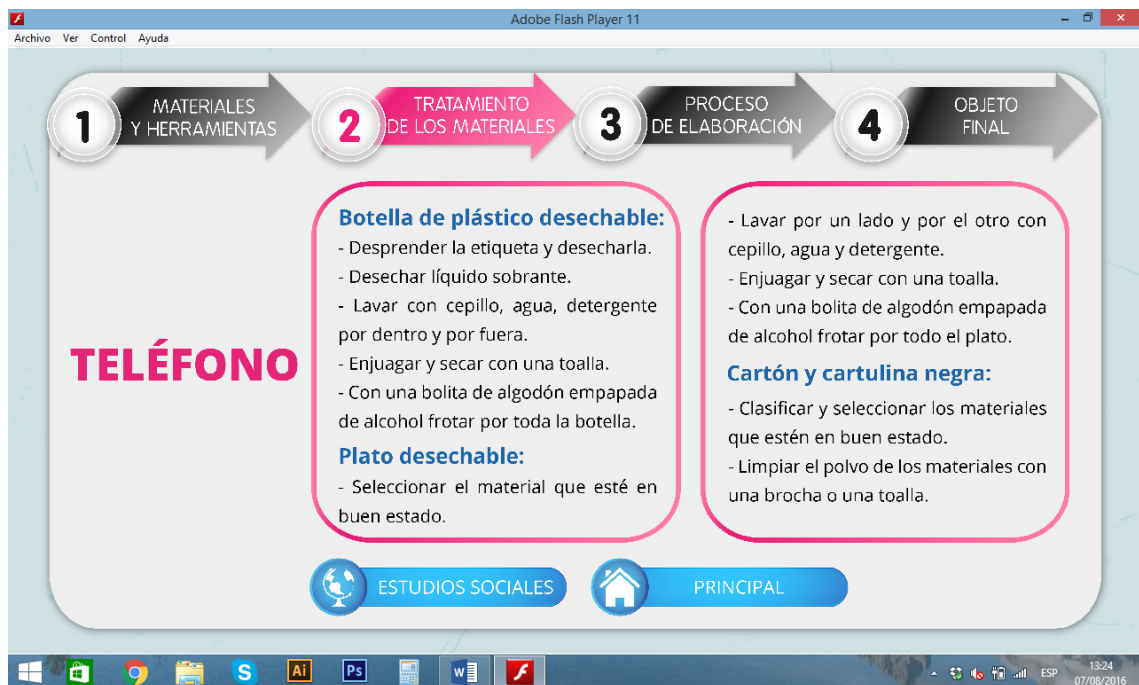 Adobe Flash Player 11
Archivo Ver Control Ayuda
1
MATERIALES
Y HERRAMIENTAS
2
TRATAMIENTO
DE LOS MATERIALES
3
PROCESO
DE ELABORACIÓN
4
OBJETO
FINAL
TELÉFONO
Botella de plástico desechable:
- Desprender la etiqueta y desecharla.
- Desechar líquido sobrante.
- Lavar con cepillo, agua, detergente
por dentro y por fuera.
- Enjuagar y secar con una toalla.
- Con una bolita de algodón empapada
de alcohol frotar por toda la botella.
Plato desechable:
- Seleccionar el material que esté en
buen estado.
- Lavar por un lado y por el otro con
cepillo, agua y detergente.
- Enjuagar y secar con una toalla.
- Con una bolita de algodón empapada
de alcohol frotar por todo el plato.
Cartón y cartulina negra:
- Clasificar y seleccionar los materiales
que estén en buen estado.
- Limpiar el polvo de los materiales con
una brocha o una toalla.
ESTUDIOS SOCIALES
PRINCIPAL
S
Ai
Ps
W
ESP
13:24
07/08/2016